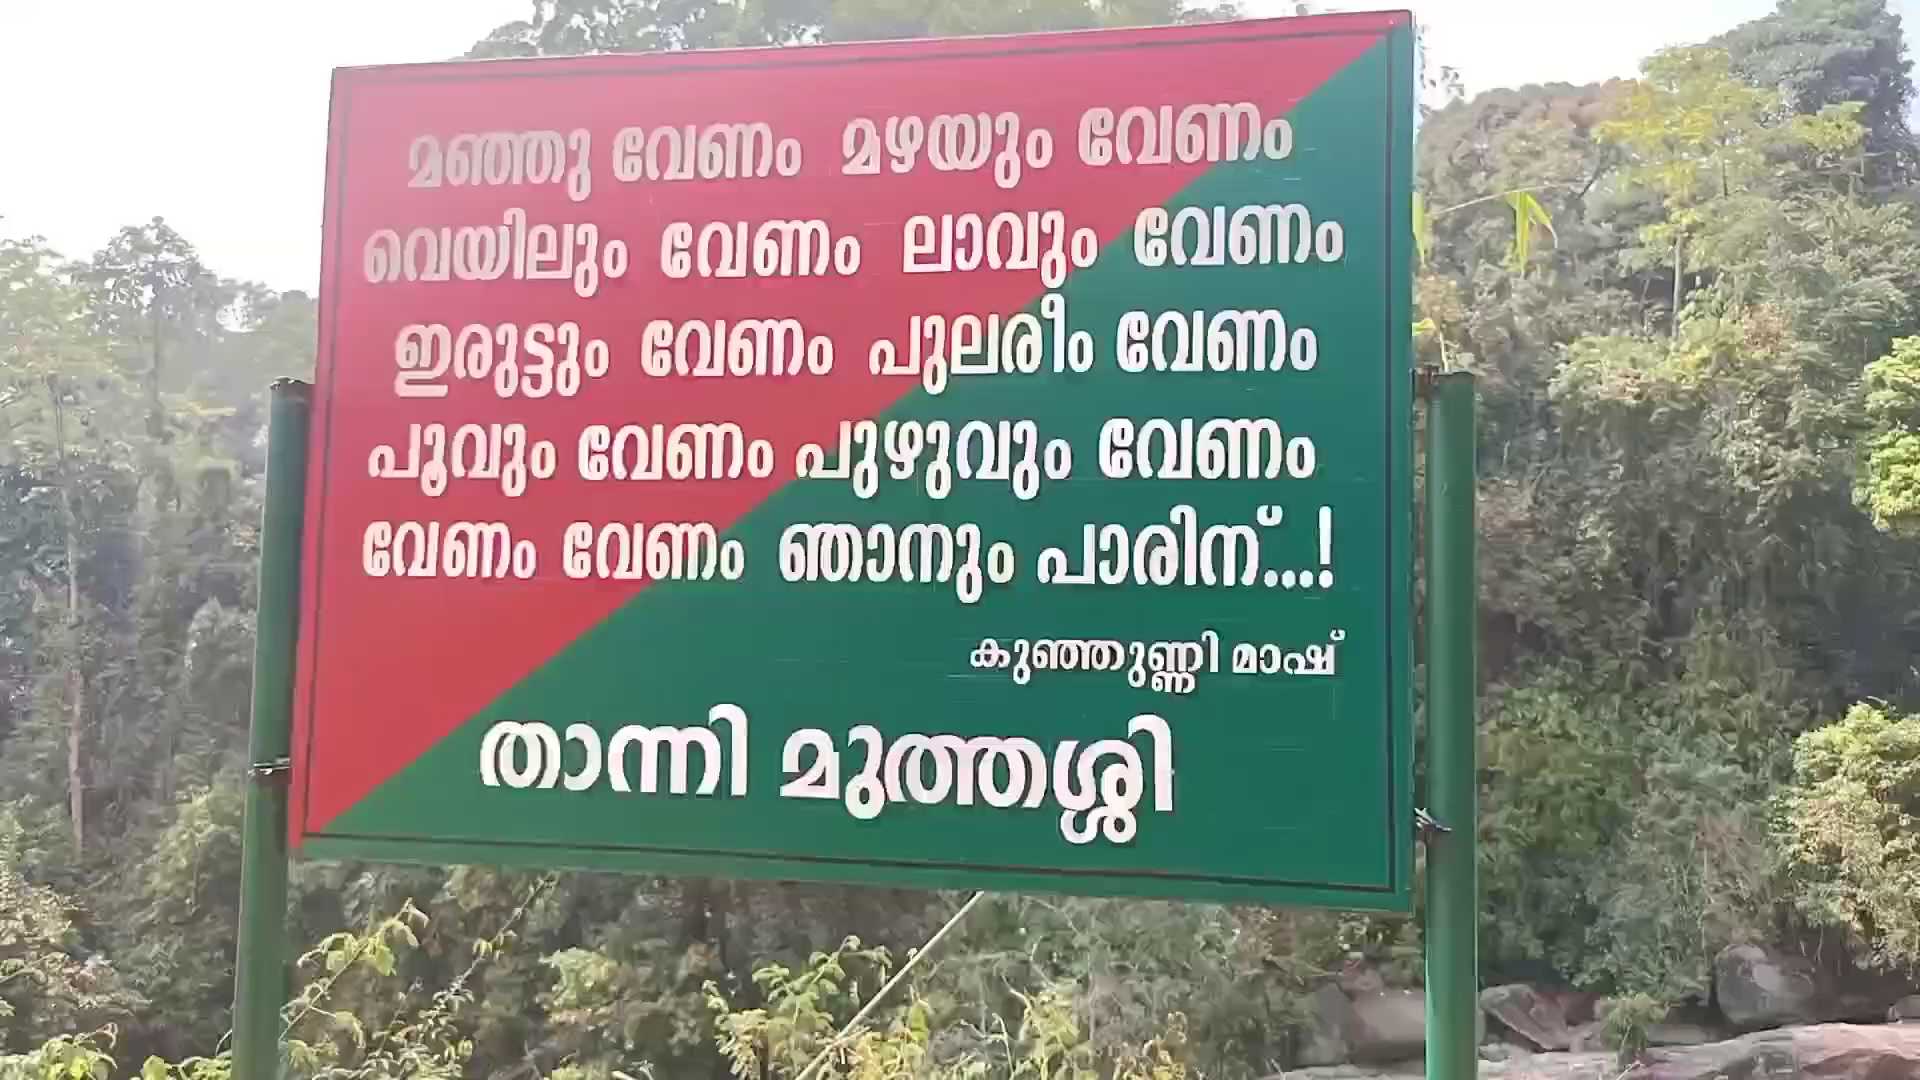 മഞ്ഞു വേണം മഴയും വേണം
വെയിലും വേണം ലാവും വേണം
ഇരുട്ടും വേണം പുലരീം വേണം
പൂവും വേണം പുഴുവും വേണം
വേണം വേണം ഞാനും പാരിന്...!
കുഞ്ഞുണ്ണി മാഷ്
താന്നി മുത്തശ്ശി